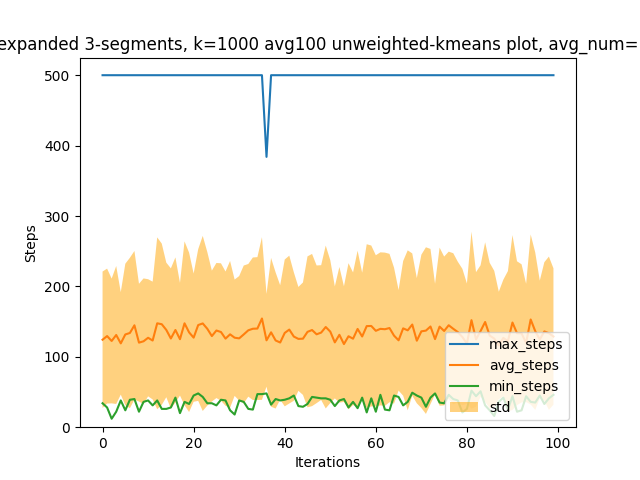 expanded 3-segments, k=1000 avg100 unweighted-kmeans plot, avg_num=
500
400
300
200
100
0
Steps
0 20 40 60 80 100
Iterations
max_steps
avg_steps
min_steps
std